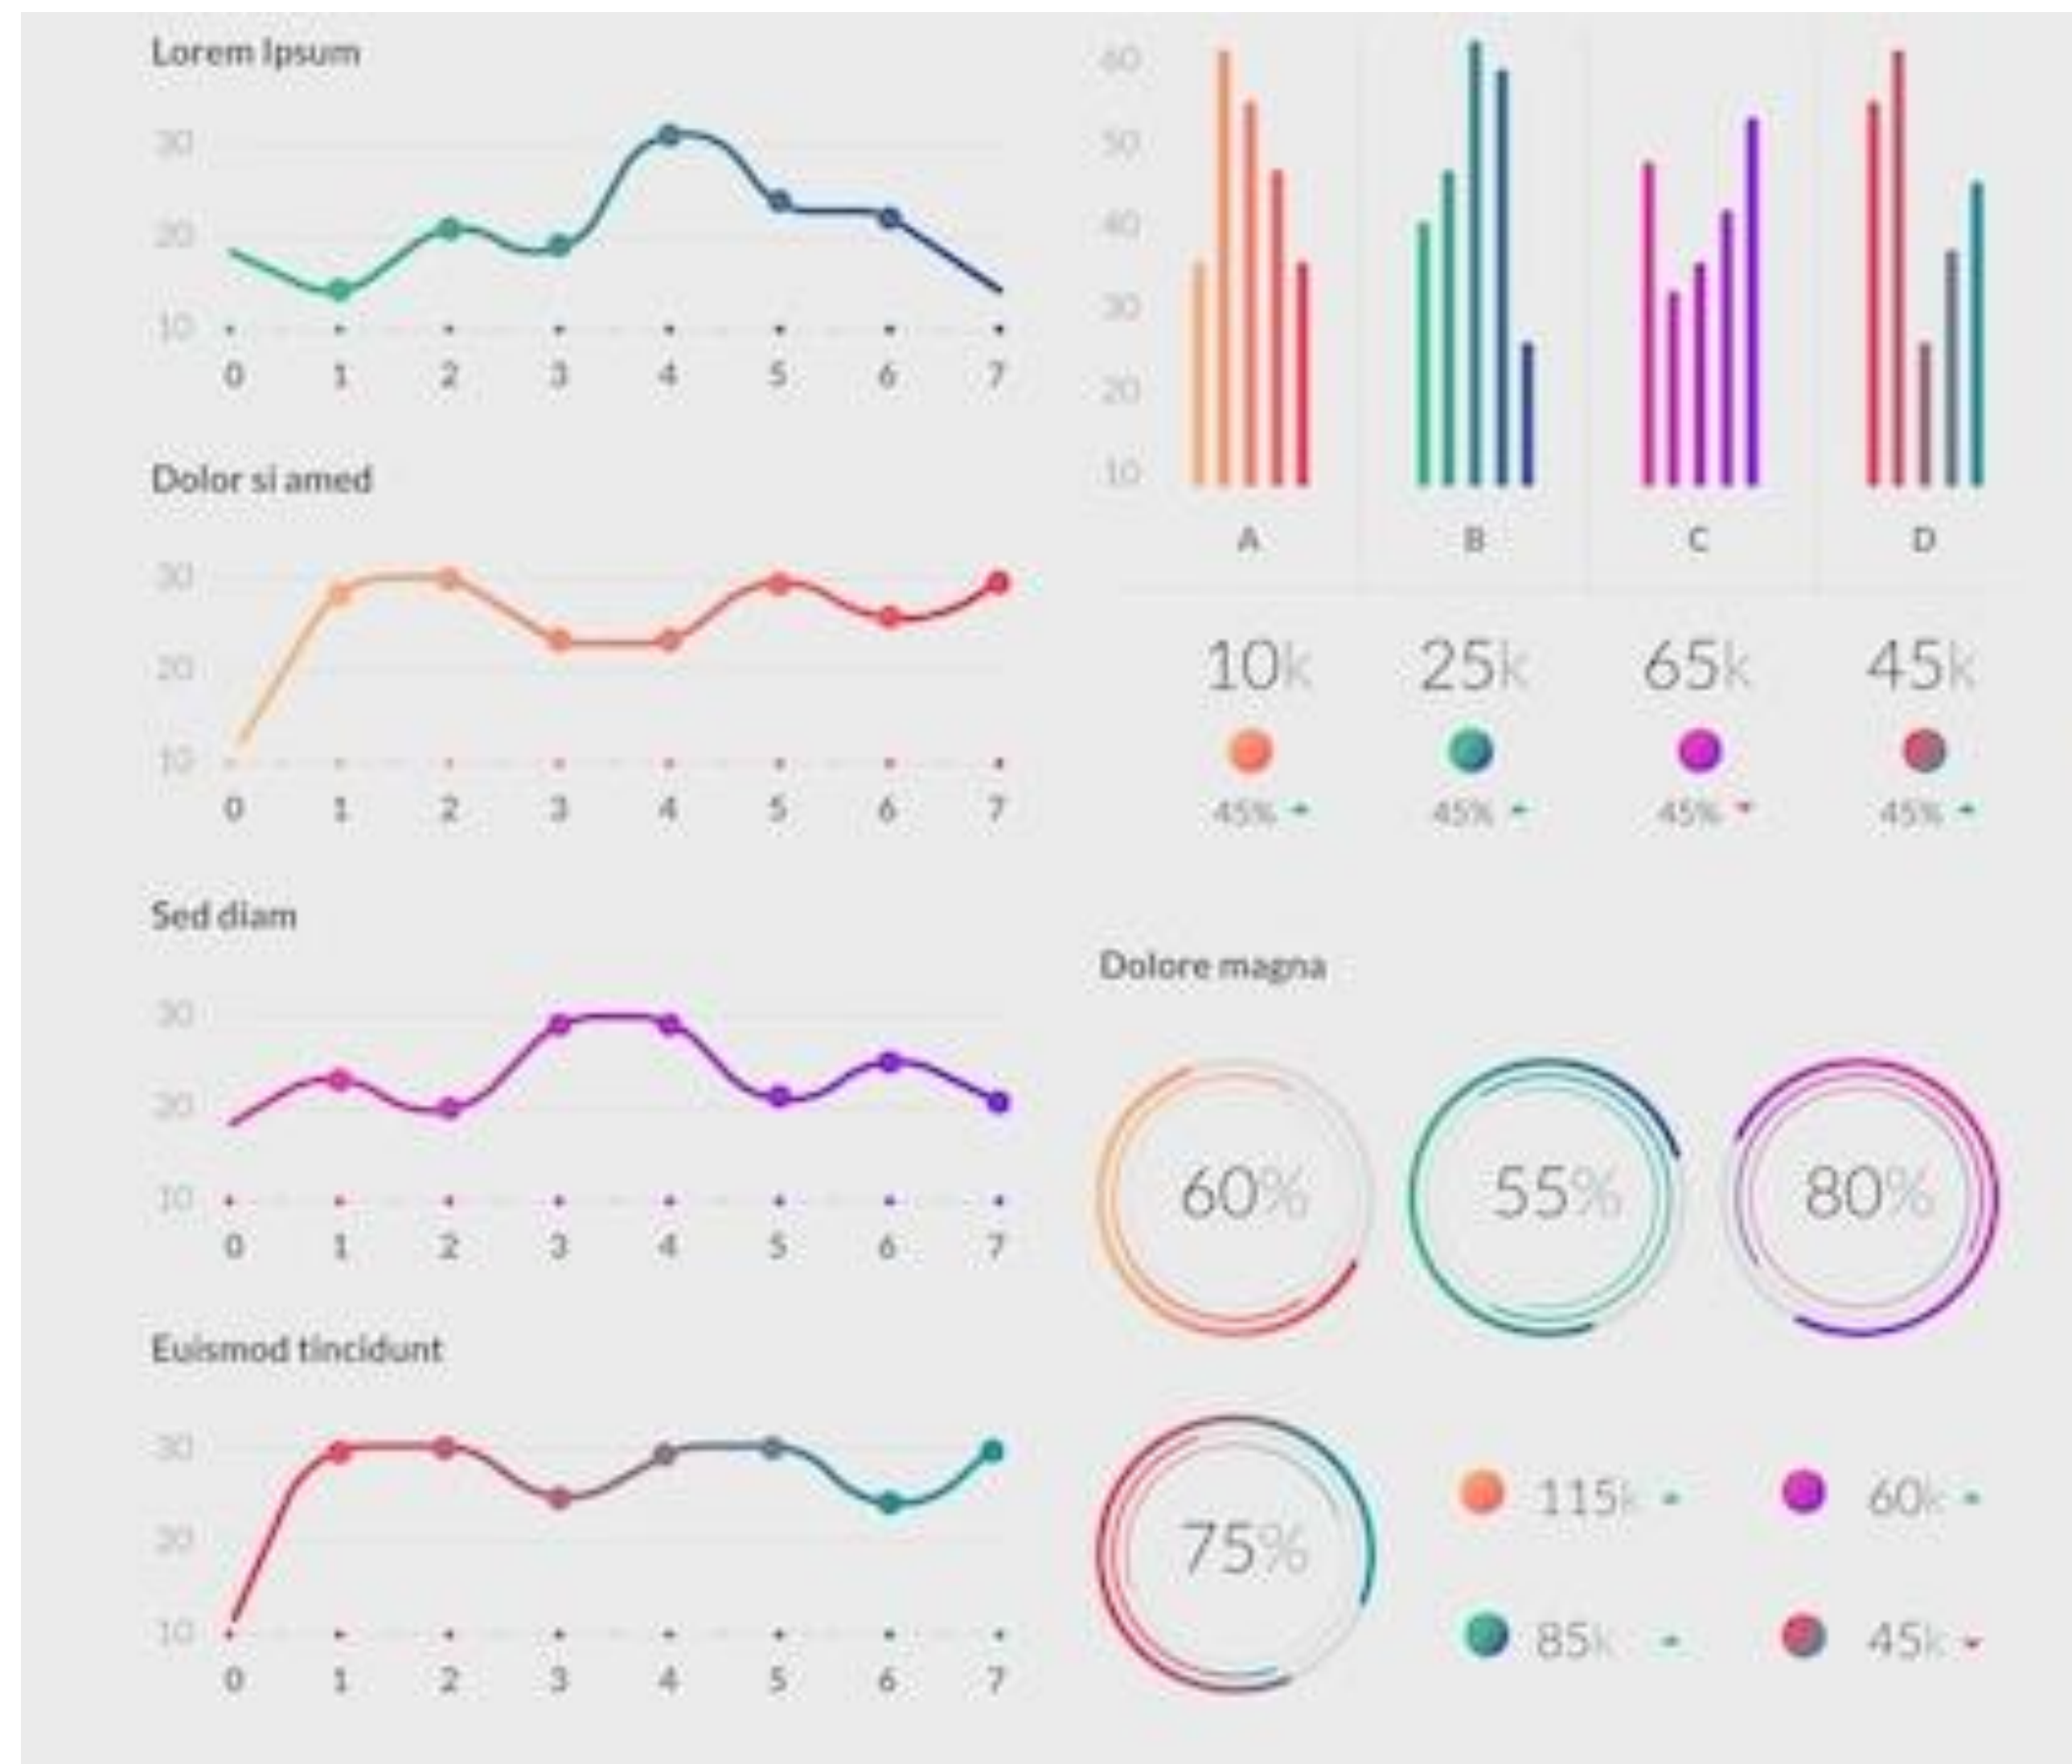 Lorem Ipsum
30
20
10
0 1 2 3 4 5 6 7
Dolor si amed
30
20
10
0 1 2 3 4 5 6 7
Sed diam
30
20
10
0 1 2 3 4 5 6 7
Euismod tincidunt
30
20
10
0 1 2 3 4 5 6 7
60
50
40
30
20
10
A B C D
10k 25k 65k 45k
45% 45% 45% 45%
Dolore magna
60% 55% 80%
75%
115k 60k
85k 45k